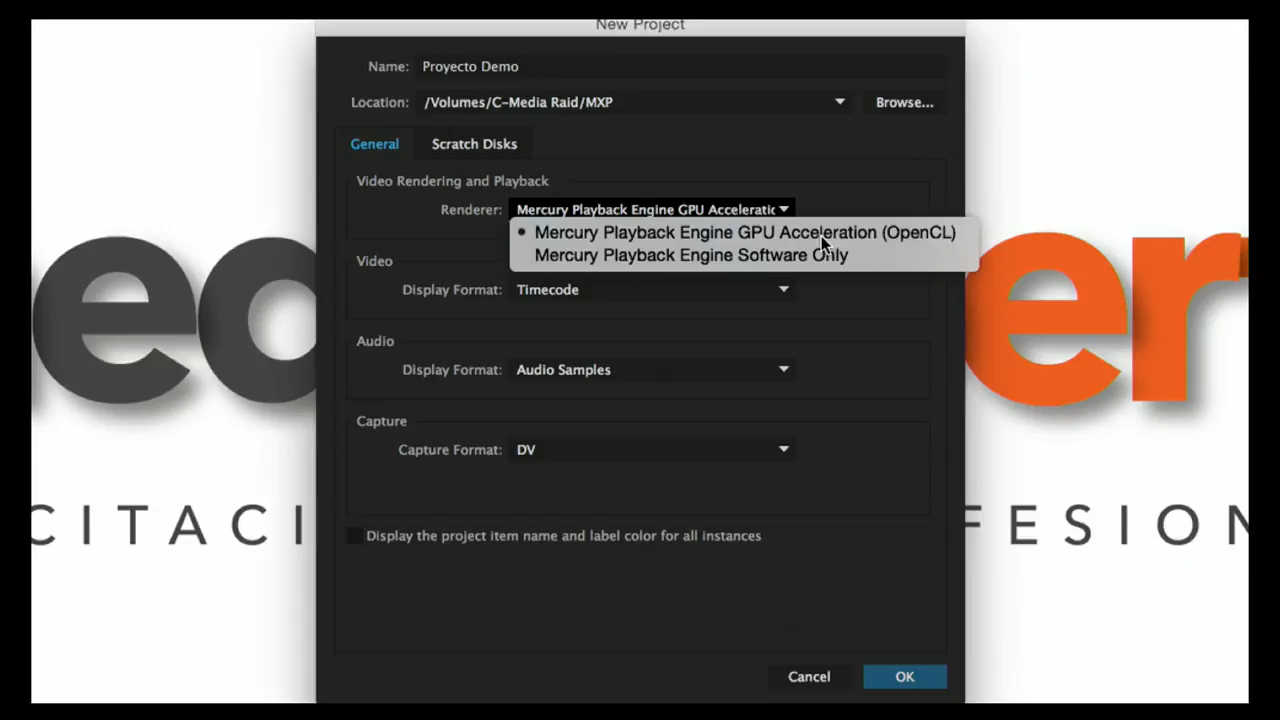 New Project
Name: Proyecto Demo
Location: /Volumes/C-Media Raid/MXP Browse...
General Scratch Disks
Video Rendering and Playback
Renderer: Mercury Playback Engine GPU Acceleratic
Mercury Playback Engine GPU Acceleration (OpenCL)
Mercury Playback Engine Software Only
Video
Display Format: Timecode
Audio
Display Format: Audio Samples
Capture
Capture Format: DV
Display the project item name and label color for all instances
Cancel OK
eo er
CITACI FESION